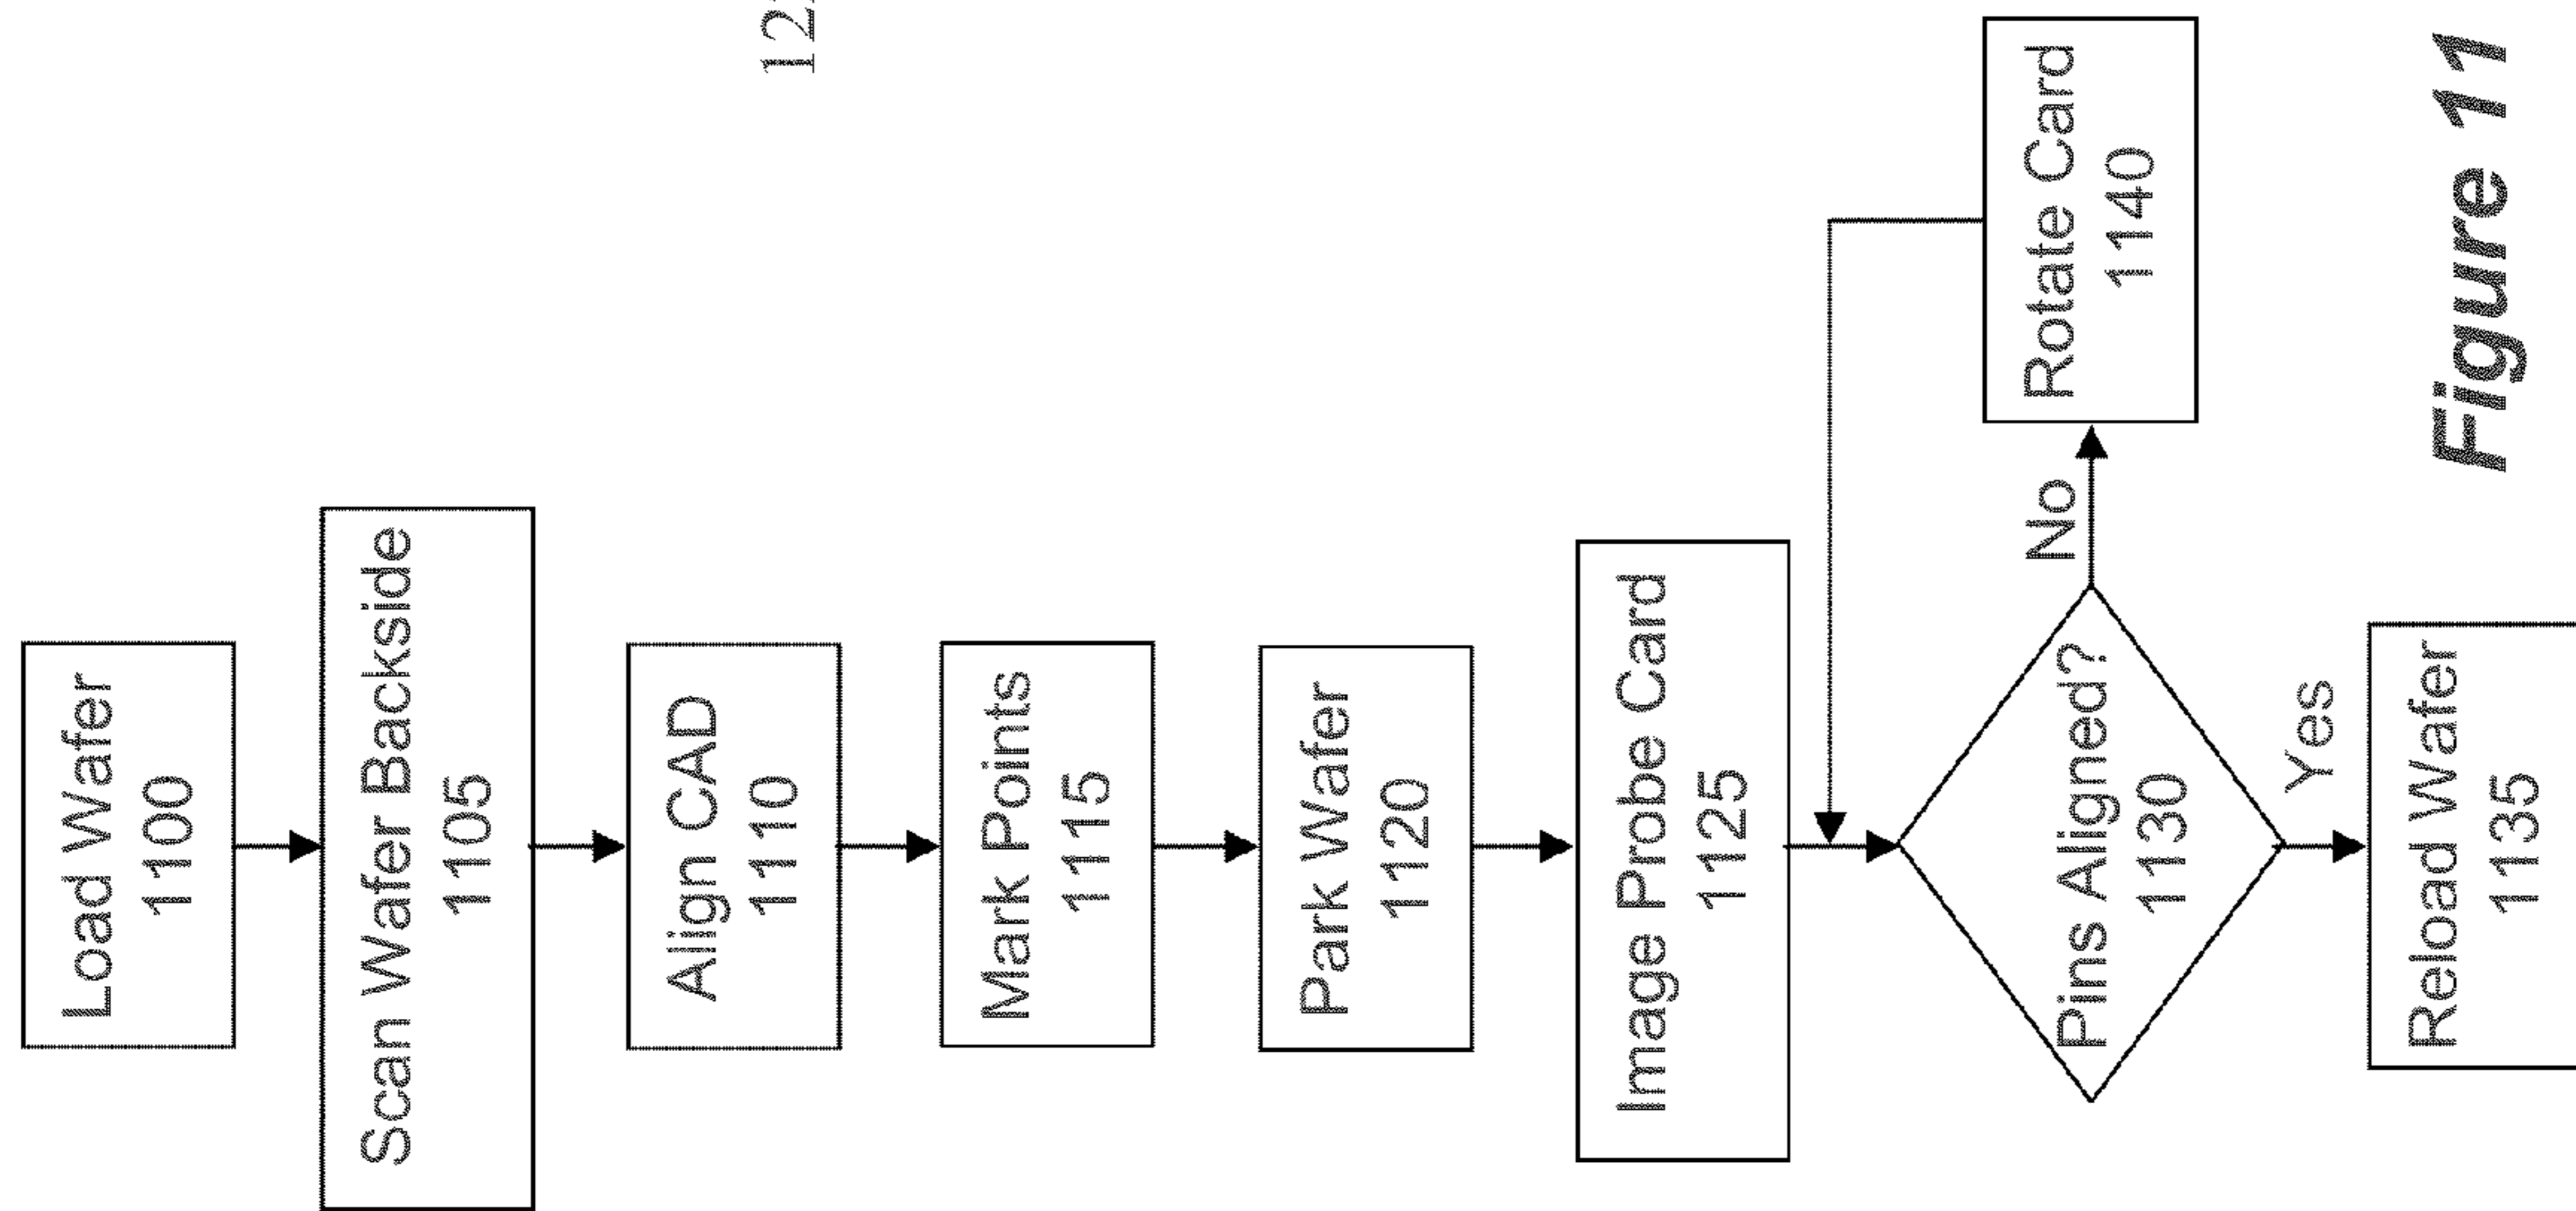 Load Wafer
1100
Scan Wafer Backside
1105
Align CAD
1110
Mark Points
1115
Park Wafer
1120
Image Probe Card
1125
Pins Aligned?
1130
No
Rotate Card
1140
Yes
Reload Wafer
1135
Figure 11